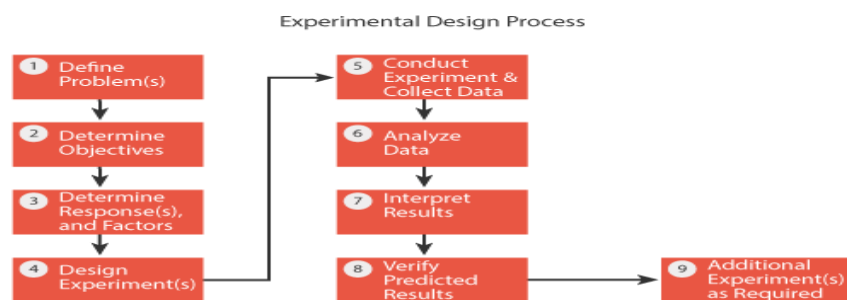 Experimental Design Process
1 Define
Problem(s)
2 Determine
Objectives
3 Determine
Response(s),
and Factors
4 Design
Experiment(s)
5 Conduct
Experiment &
Collect Data
6 Analyze
Data
7 Interpret
Results
8 Verify
Predicted
Results
9 Additional
Experiment(s)
as Required